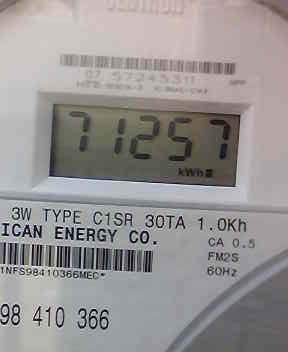 CENTRON
07 57245311
71257
kWh
3W TYPE C1SR 30TA 1.0Kh
ICAN ENERGY CO.
CA 0.5
FM2S
60Hz
1NFS98410366MEC*
98 410 366